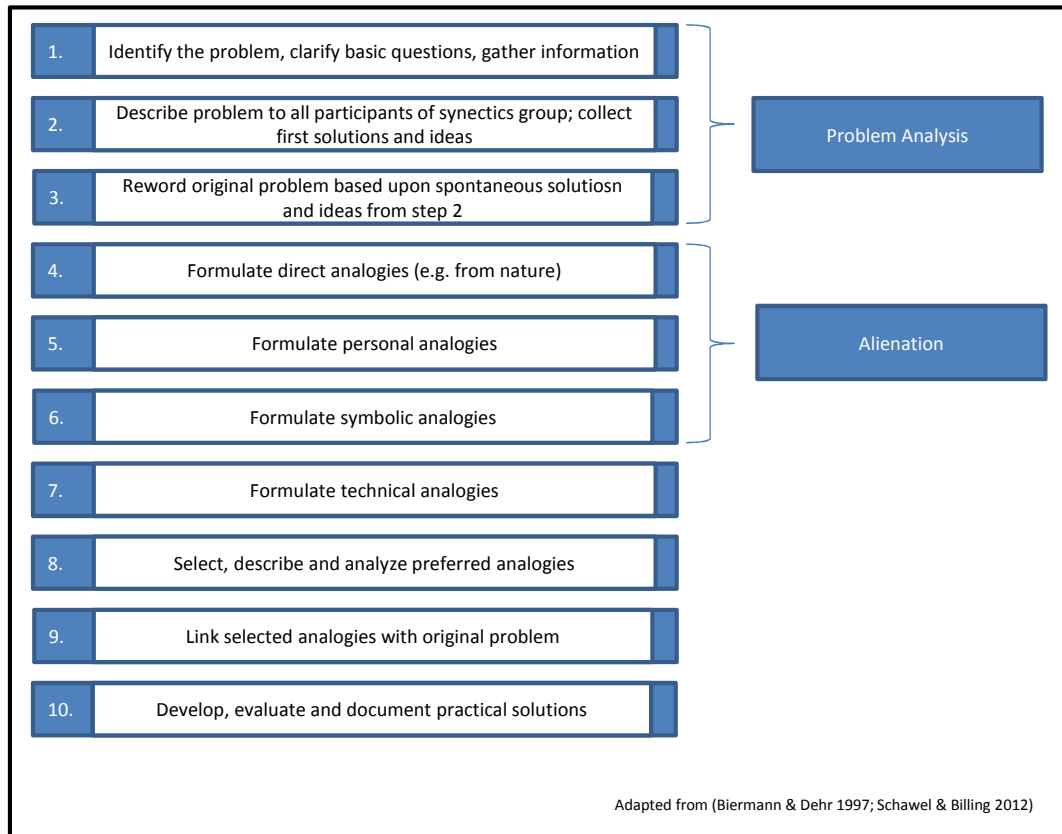 1.
Identify the problem, clarify basic questions, gather information
2.
Describe problem to all participants of synectics group; collect
first solutions and ideas
3.
Reword original problem based upon spontaneous solutiosn
and ideas from step 2
Problem Analysis
4.
Formulate direct analogies (e.g. from nature)
5.
Formulate personal analogies
6.
Formulate symbolic analogies
Alienation
7.
Formulate technical analogies
8.
Select, describe and analyze preferred analogies
9.
Link selected analogies with original problem
10.
Develop, evaluate and document practical solutions
Adapted from (Biermann & Dehr 1997; Schawel & Billing 2012)